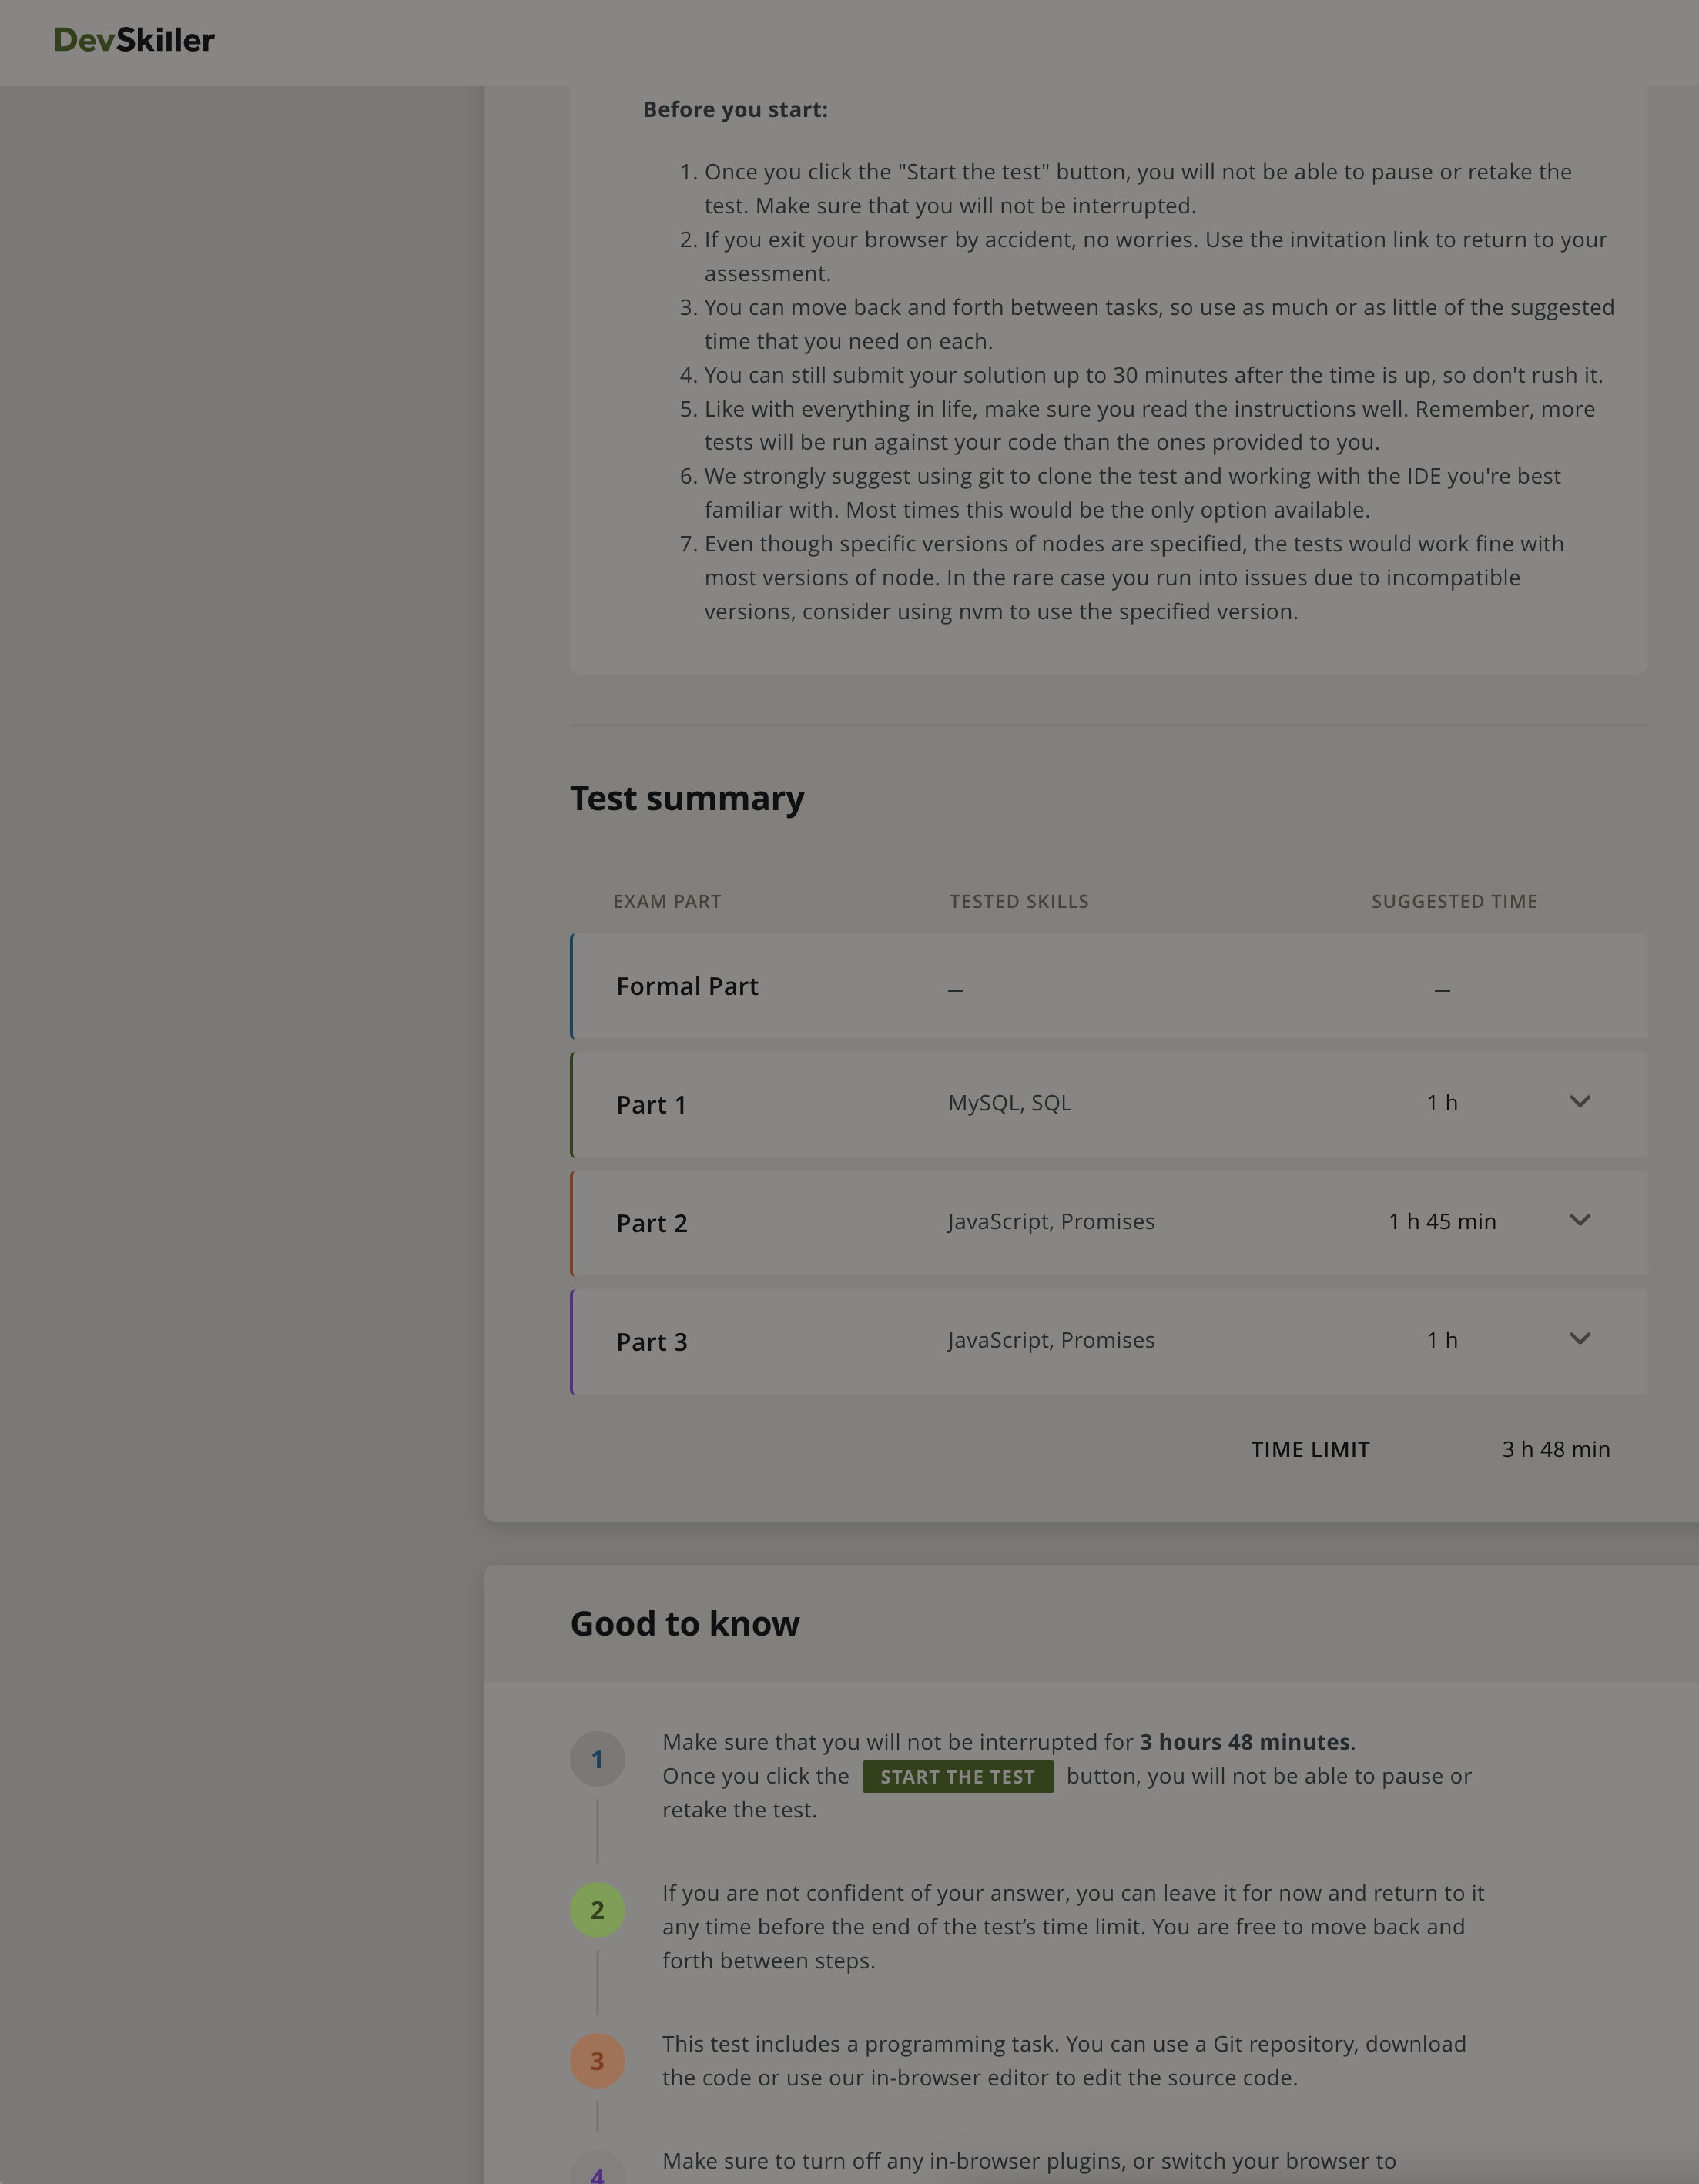 DevSkiller
Before you start:
1. Once you click the "Start the test" button, you will not be able to pause or retake the
test. Make sure that you will not be interrupted.
2. If you exit your browser by accident, no worries. Use the invitation link to return to your
assessment.
3. You can move back and forth between tasks, so use as much or as little of the suggested
time that you need on each.
4. You can still submit your solution up to 30 minutes after the time is up, so don't rush it.
5. Like with everything in life, make sure you read the instructions well. Remember, more
tests will be run against your code than the ones provided to you.
6. We strongly suggest using git to clone the test and working with the IDE you're best
familiar with. Most times this would be the only option available.
7. Even though specific versions of nodes are specified, the tests would work fine with
most versions of node. In the rare case you run into issues due to incompatible
versions, consider using nvm to use the specified version.
Test summary
EXAM PART TESTED SKILLS SUGGESTED TIME
Formal Part — —
Part 1 MySQL, SQL 1 h
Part 2 JavaScript, Promises 1 h 45 min
Part 3 JavaScript, Promises 1 h
TIME LIMIT 3 h 48 min
Good to know
1 Make sure that you will not be interrupted for 3 hours 48 minutes.
Once you click the START THE TEST button, you will not be able to pause or
retake the test.
2 If you are not confident of your answer, you can leave it for now and return to it
any time before the end of the test’s time limit. You are free to move back and
forth between steps.
3 This test includes a programming task. You can use a Git repository, download
the code or use our in-browser editor to edit the source code.
4 Make sure to turn off any in-browser plugins, or switch your browser to